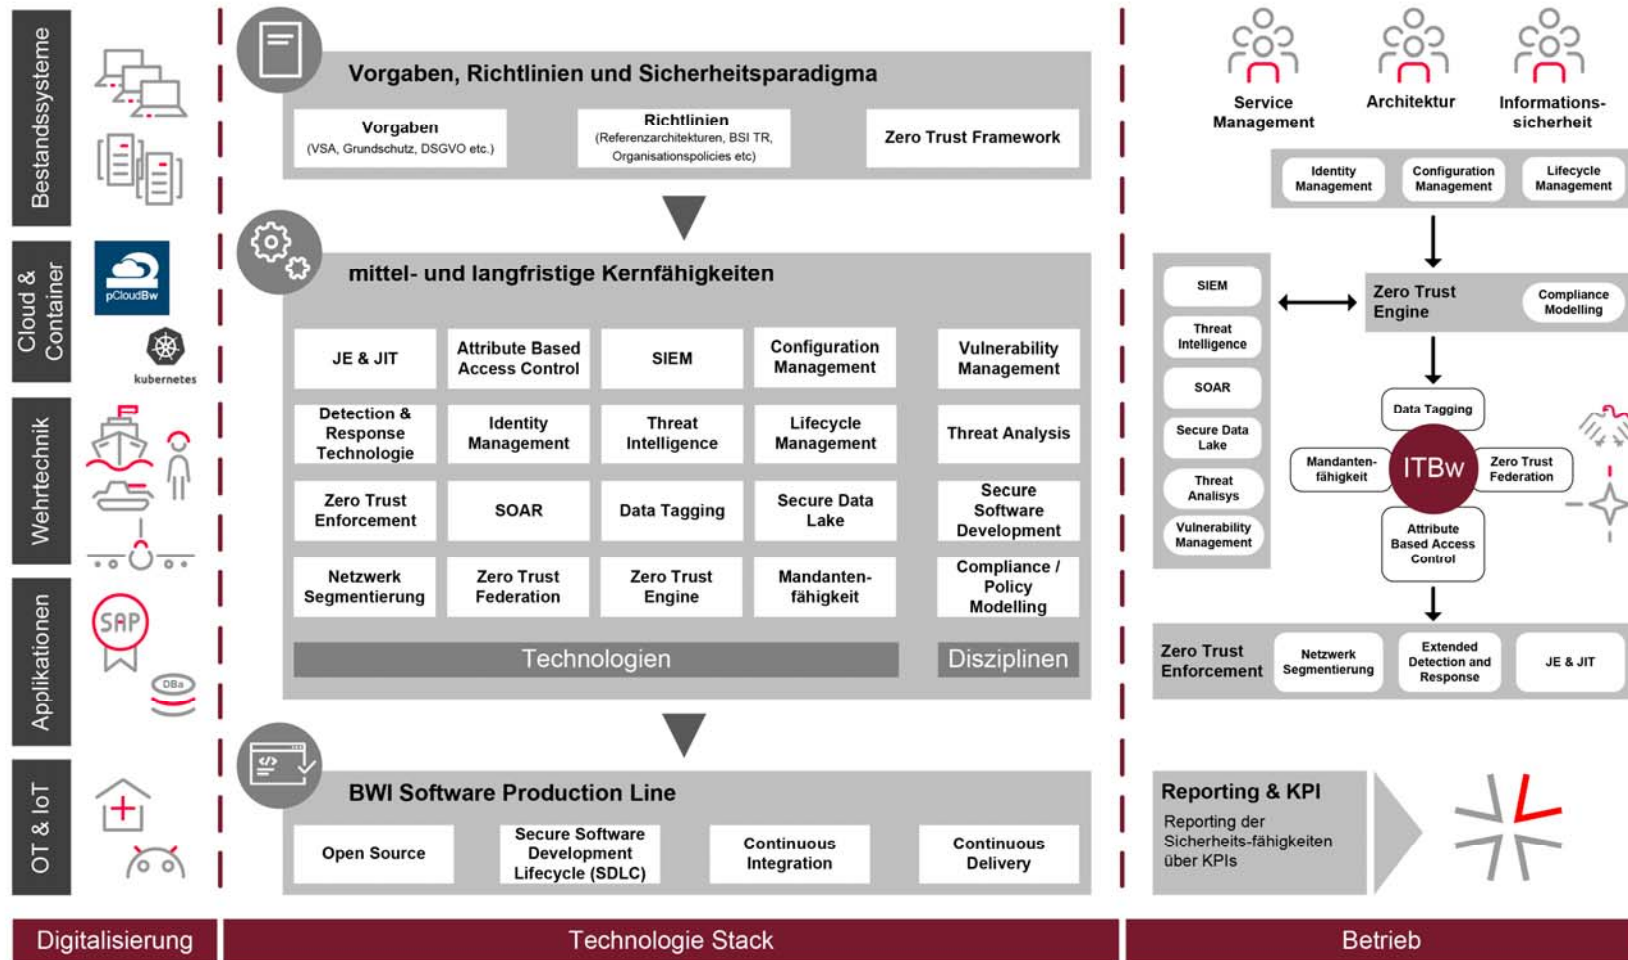 Bestandssysteme
Cloud &
Container
pCloudBw
kubernetes
Wehrtechnik
Applikationen
SAP
DBa
OT & IoT
Digitalisierung
Vorgaben, Richtlinien und Sicherheitsparadigma
Vorgaben
(VSA, Grundschutz, DSGVO etc.)
Richtlinien
(Referenzarchitekturen, BSI TR,
Organisationspolicies etc)
Zero Trust Framework
mittel- und langfristige Kernfähigkeiten
JE & JIT
Attribute Based
Access Control
SIEM
Configuration
Management
Vulnerability
Management
Detection &
Response
Technologie
Identity
Management
Threat
Intelligence
Lifecycle
Management
Threat Analysis
Zero Trust
Enforcement
SOAR
Data Tagging
Secure Data
Lake
Secure
Software
Development
Netzwerk
Segmentierung
Zero Trust
Federation
Zero Trust
Engine
Mandanten-
fähigkeit
Compliance /
Policy
Modelling
Technologien
Disziplinen
BWI Software Production Line
Open Source
Secure Software
Development
Lifecycle (SDLC)
Continuous
Integration
Continuous
Delivery
Technologie Stack
Service
Management
Architektur
Informations-
sicherheit
Identity
Management
Configuration
Management
Lifecycle
Management
SIEM
Threat
Intelligence
SOAR
Secure Data
Lake
Threat
Analisys
Vulnerability
Management
Zero Trust
Engine
Compliance
Modelling
Data Tagging
Mandanten-
fähigkeit
ITBw
Zero Trust
Federation
Attribute
Based Access
Control
Zero Trust
Enforcement
Netzwerk
Segmentierung
Extended
Detection and
Response
JE & JIT
Reporting & KPI
Reporting der
Sicherheits-fähigkeiten
über KPIs
Betrieb